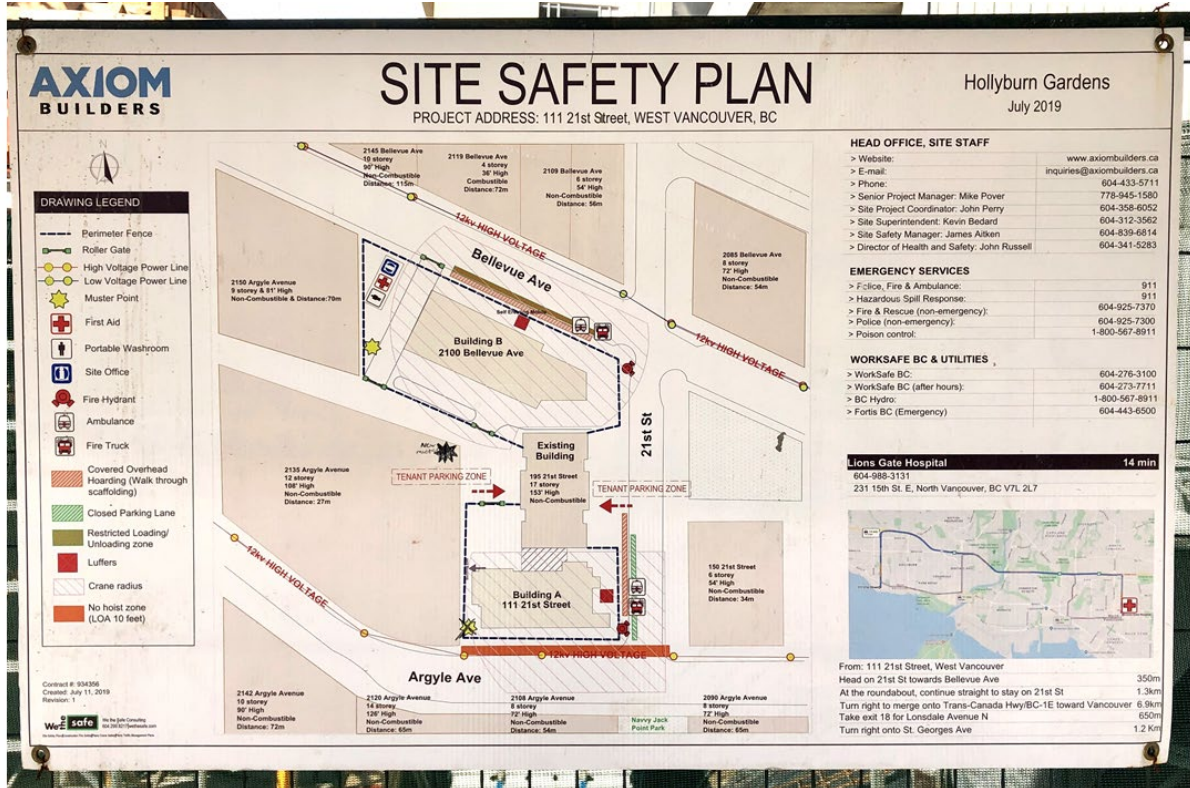 AXIOM
BUILDERS
SITE SAFETY PLAN
PROJECT ADDRESS: 111 21st Street, WEST VANCOUVER, BC
Hollyburn Gardens
July 2019
N
DRAWING LEGEND
Perimeter Fence
Roller Gate
High Voltage Power Line
Low Voltage Power Line
Muster Point
First Aid
Portable Washroom
Site Office
Fire Hydrant
Ambulance
Fire Truck
Covered Overhead
Hoarding (Walk through
scaffolding)
Closed Parking Lane
Restricted Loading/
Unloading zone
Luffers
Crane radius
No hoist zone
(LOA 10 feet)
Contract #: 934356
Created: July 11, 2019
Revision: 1
safe
We the Safe Consulting
2145 Bellevue Ave
10 storey
90' High
Non-Combustible
Distance: 115m
2119 Bellevue Ave
4 storey
36' High
Combustible
Distance:72m
2109 Bellevue Ave
6 storey
54' High
Non-Combustible
Distance: 56m
12kv HIGH VOLTAGE
Bellevue Ave
2085 Bellevue Ave
8 storey
72' High
Non-Combustible
Distance: 54m
2150 Argyle Avenue
9 storey & 81' High
Non-Combustible & Distance:70m
Building B
2100 Bellevue Ave
12kv HIGH VOLTAGE
21st St
Existing
Building
195 21st Street
17 storey
153' High
Non-Combustible
2135 Argyle Avenue
12 storey
108' High
Non-Combustible
Distance: 27m
TENANT PARKING ZONE
TENANT PARKING ZONE
12kv HIGH VOLTAGE
Building A
111 21st Street
150 21st Street
6 storey
54' High
Non-Combustible
Distance: 34m
12kv HIGH VOLTAGE
Argyle Ave
2142 Argyle Avenue
10 storey
90' High
Non-Combustible
Distance: 72m
2120 Argyle Avenue
14 storey
126' High
Non-Combustible
Distance: 65m
2108 Argyle Avenue
8 storey
72' High
Non-Combustible
Distance: 54m
Navvy Jack
Point Park
2090 Argyle Avenue
8 storey
72' High
Non-Combustible
Distance: 65m
HEAD OFFICE, SITE STAFF
> Website: www.axiombuilders.ca
> E-mail: inquiries@axiombuilders.ca
> Phone: 604-433-5711
> Senior Project Manager: Mike Pover 778-945-1580
> Site Project Coordinator: John Perry 604-358-6052
> Site Superintendent: Kevin Bedard 604-312-3562
> Site Safety Manager: James Aitken 604-839-6814
> Director of Health and Safety: John Russell 604-341-5283
EMERGENCY SERVICES
> Police, Fire & Ambulance: 911
> Hazardous Spill Response: 911
> Fire & Rescue (non-emergency): 604-925-7370
> Police (non-emergency): 604-925-7300
> Poison control: 1-800-567-8911
WORKSAFE BC & UTILITIES
> WorkSafe BC: 604-276-3100
> WorkSafe BC (after hours): 604-273-7711
> BC Hydro: 1-800-567-8911
> Fortis BC (Emergency) 604-443-6500
Lions Gate Hospital 14 min
604-988-3131
231 15th St. E, North Vancouver, BC V7L 2L7
From: 111 21st Street, West Vancouver
Head on 21st St towards Bellevue Ave 350m
At the roundabout, continue straight to stay on 21st St 1.3km
Turn right to merge onto Trans-Canada Hwy/BC-1E toward Vancouver 6.9km
Take exit 18 for Lonsdale Avenue N 650m
Turn right onto St. Georges Ave 1.2 Km